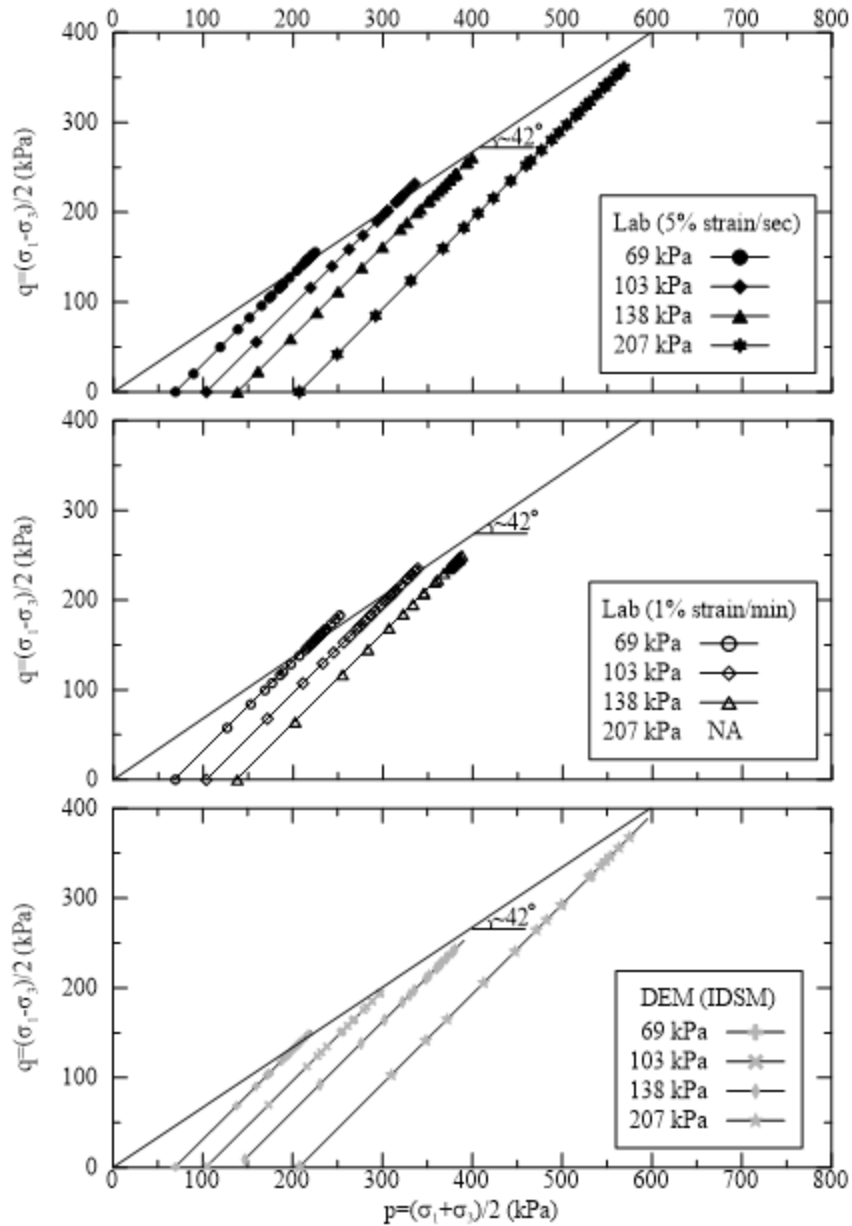 0 100 200 300 400 500 600 700 800
400
300
200
100
0
q=(σ₁-σ₃)/2 (kPa)
~42°
Lab (5% strain/sec)
69 kPa
103 kPa
138 kPa
207 kPa
400
300
200
100
0
q=(σ₁-σ₃)/2 (kPa)
~42°
Lab (1% strain/min)
69 kPa
103 kPa
138 kPa
207 kPa NA
400
300
200
100
0
q=(σ₁-σ₃)/2 (kPa)
~42°
DEM (IDSM)
69 kPa
103 kPa
138 kPa
207 kPa
0 100 200 300 400 500 600 700 800
p=(σ₁+σ₃)/2 (kPa)